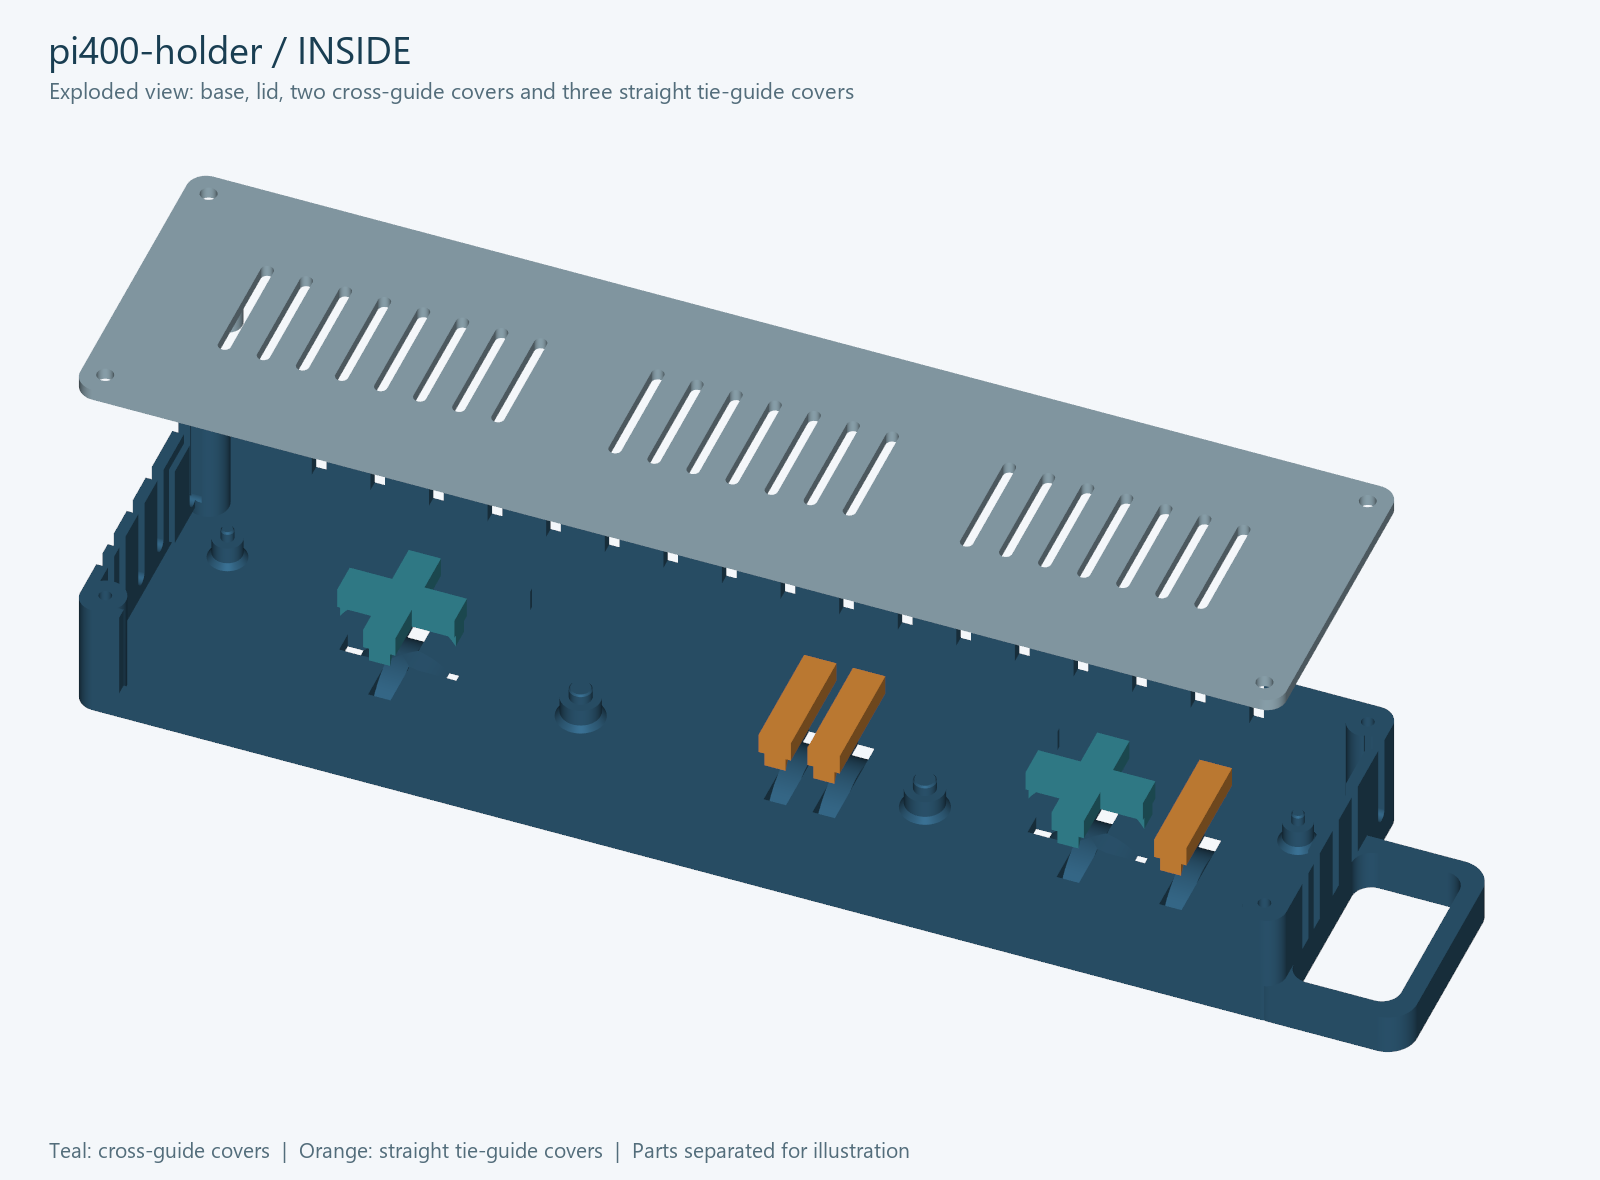 pi400-holder / INSIDE
Exploded view: base, lid, two cross-guide covers and three straight tie-guide covers
Teal: cross-guide covers | Orange: straight tie-guide covers | Parts separated for illustration